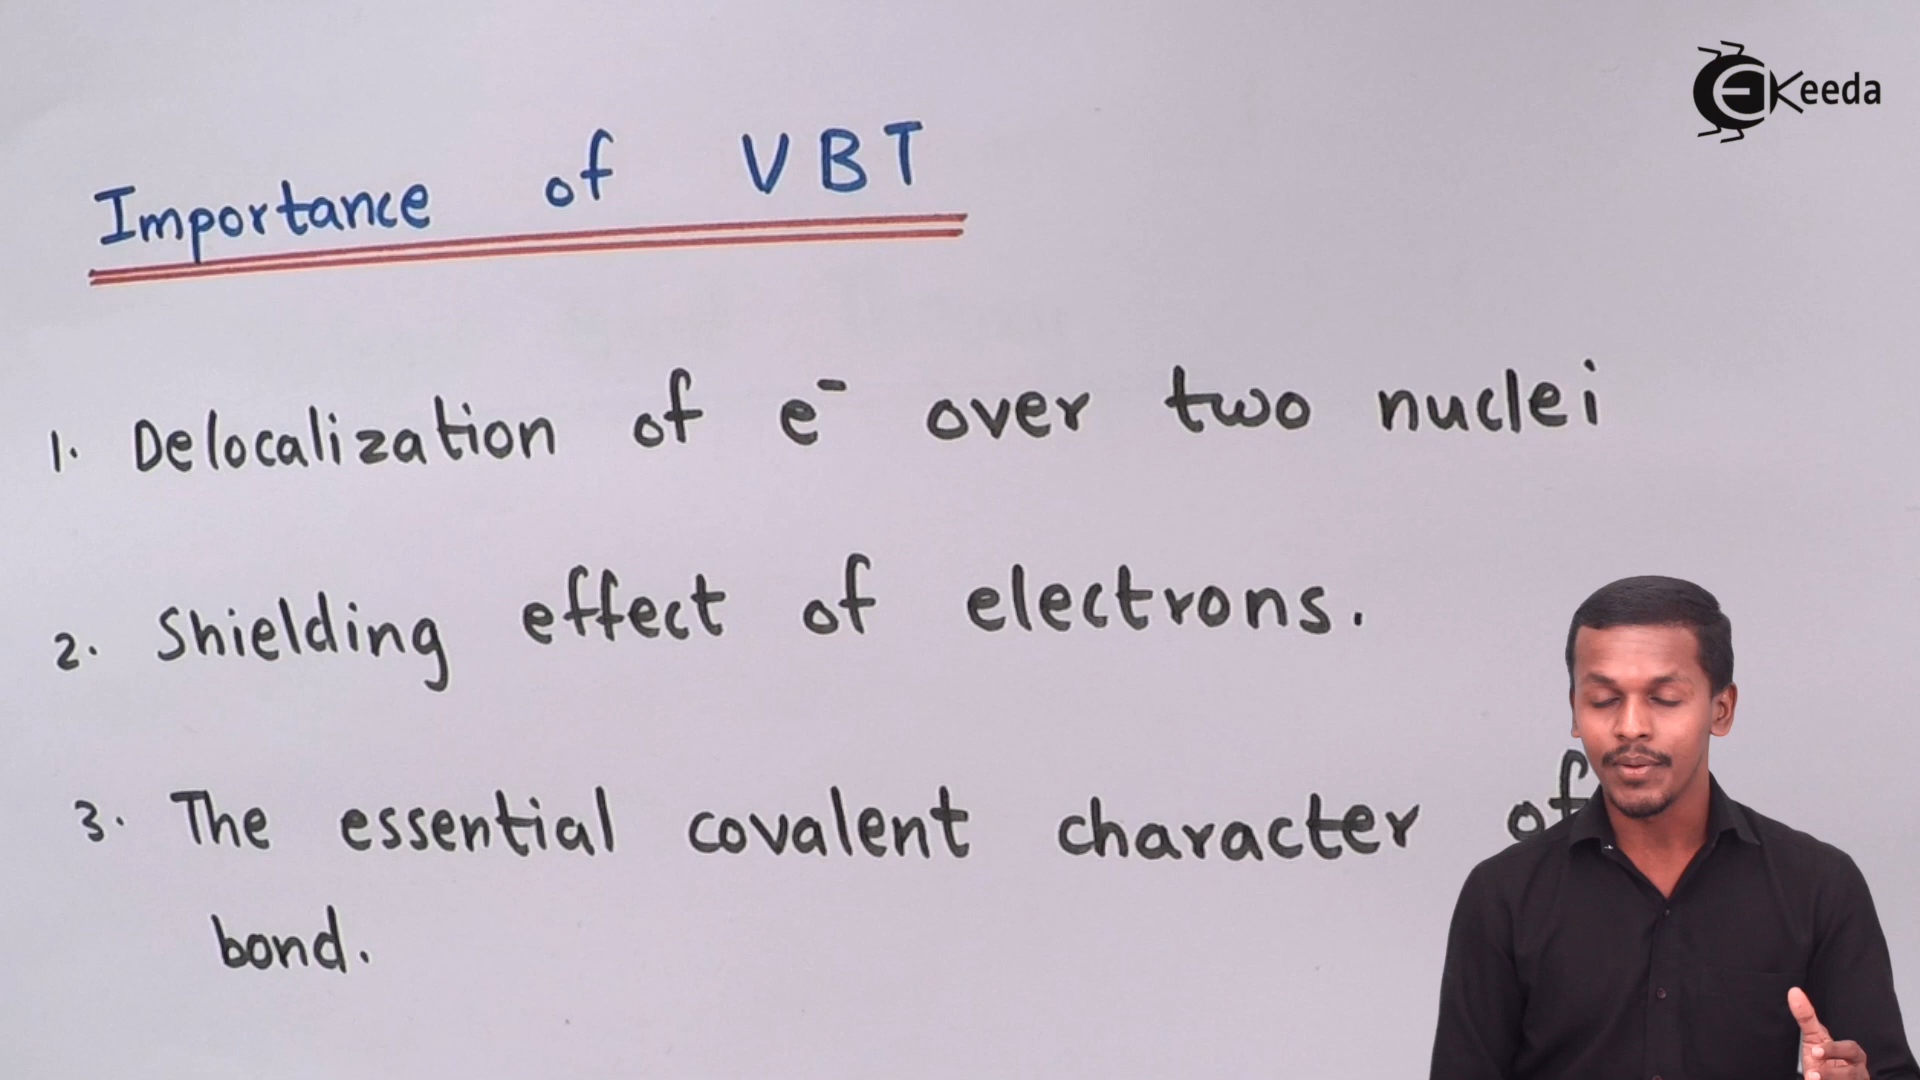 EKeeda
Importance of VBT
1. Delocalization of e⁻ over two nuclei
2. Shielding effect of electrons.
3. The essential covalent character of
bond.